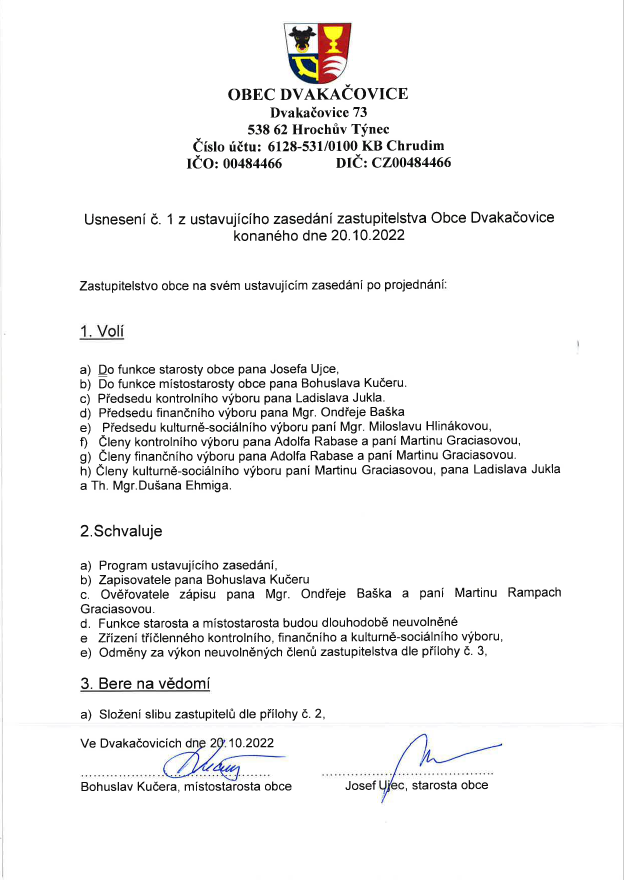 OBEC DVAKAČOVICE
Dvakačovice 73
538 62 Hrochův Týnec
Číslo účtu: 6128-531/0100 KB Chrudim
IČO: 00484466 DIČ: CZ00484466
Usnesení č. 1 z ustavujícího zasedání zastupitelstva Obce Dvakačovice
konaného dne 20.10.2022
Zastupitelstvo obce na svém ustavujícím zasedání po projednání:
1. Volí
a) Do funkce starosty obce pana Josefa Ujce,
b) Do funkce místostarosty obce pana Bohuslava Kučeru.
c) Předsedu kontrolního výboru pana Ladislava Jukla.
d) Předsedu finančního výboru pana Mgr. Ondřeje Baška
e) Předsedu kulturně-sociálního výboru paní Mgr. Miloslavu Hlinákovou,
f) Členy kontrolního výboru pana Adolfa Rabase a paní Martinu Graciasovou,
g) Členy finančního výboru pana Adolfa Rabase a paní Martinu Graciasovou.
h) Členy kulturně-sociálního výboru paní Martinu Graciasovou, pana Ladislava Jukla
a Th. Mgr.Dušana Ehmiga.
2.Schvaluje
a) Program ustavujícího zasedání,
b) Zapisovatele pana Bohuslava Kučeru
c. Ověřovatele zápisu pana Mgr. Ondřeje Baška a paní Martinu Rampach
Graciasovou.
d. Funkce starosta a místostarosta budou dlouhodobě neuvolněné
e Zřízení tříčlenného kontrolního, finančního a kulturně-sociálního výboru,
e) Odměny za výkon neuvolněných členů zastupitelstva dle přílohy č. 3,
3. Bere na vědomí
a) Složení slibu zastupitelů dle přílohy č. 2,
Ve Dvakačovicích dne 20.10.2022
Bohuslav Kučera, místostarosta obce Josef Ujec, starosta obce